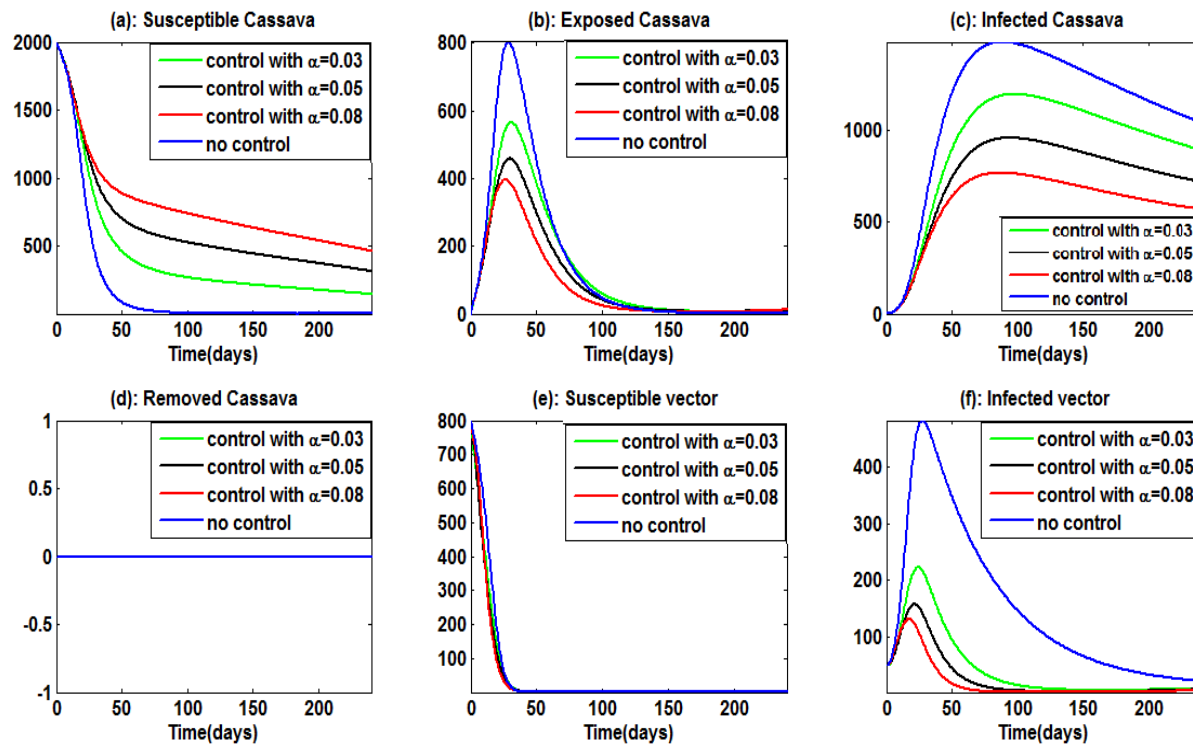 (a): Susceptible Cassava
2000
1500
1000
500
0
50
100
150
200
Time(days)
control with α=0.03
control with α=0.05
control with α=0.08
no control
(b): Exposed Cassava
800
600
400
200
0
0
50
100
150
200
Time(days)
control with α=0.03
control with α=0.05
control with α=0.08
no control
(c): Infected Cassava
1000
500
0
0
50
100
150
200
Time(days)
control with α=0.03
control with α=0.05
control with α=0.08
no control
(d): Removed Cassava
1
0.5
0
-0.5
-1
0
50
100
150
200
Time(days)
control with α=0.03
control with α=0.05
control with α=0.08
no control
(e): Susceptible vector
800
700
600
500
400
300
200
100
0
50
100
150
200
Time(days)
control with α=0.03
control with α=0.05
control with α=0.08
no control
(f): Infected vector
400
300
200
100
0
50
100
150
200
Time(days)
control with α=0.03
control with α=0.05
control with α=0.08
no control